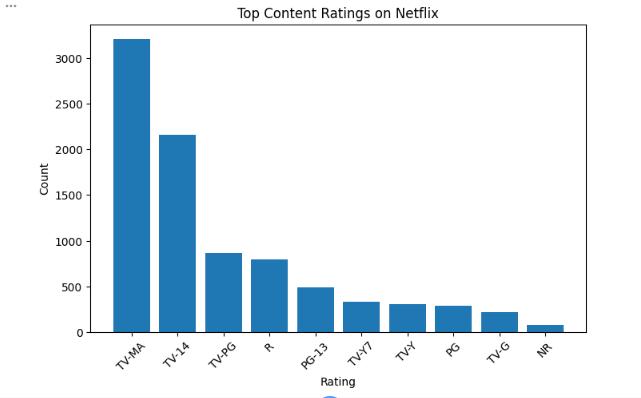 Top Content Ratings on Netflix
3000
2500
2000
1500
1000
500
0
Count
TV-MA
TV-14
TV-PG
R
PG-13
TV-Y7
TV-Y
PG
TV-G
NR
Rating